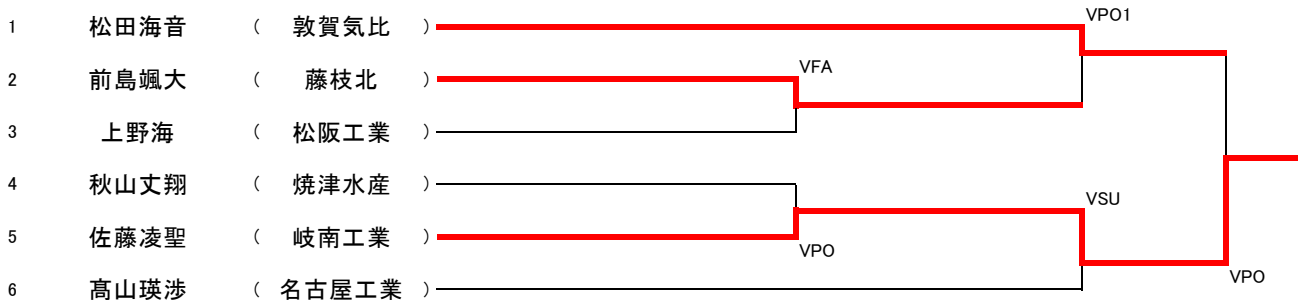 VPO1
1 松田海音 ( 敦賀気比 )
VFA
2 前島颯大 ( 藤枝北 )
3 上野海 ( 松阪工業 )
4 秋山丈翔 ( 焼津水産 )
VSU
5 佐藤凌聖 ( 岐南工業 )
VPO
VPO
6 髙山瑛渉 ( 名古屋工業 )